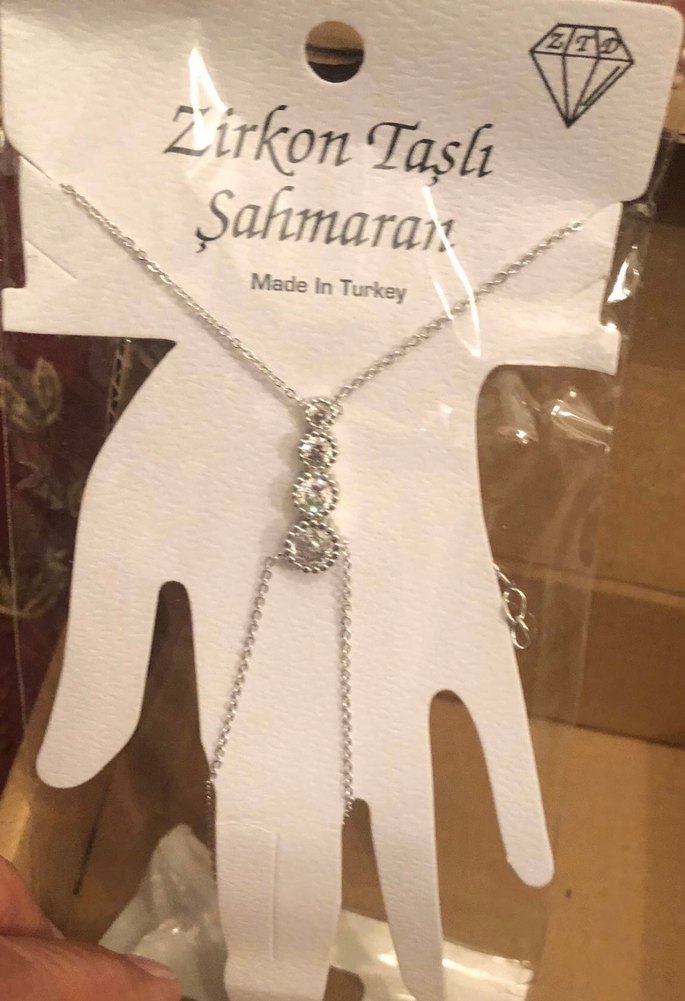 ZTD
Zirkon Taşlı
Şahmaran
Made In Turkey